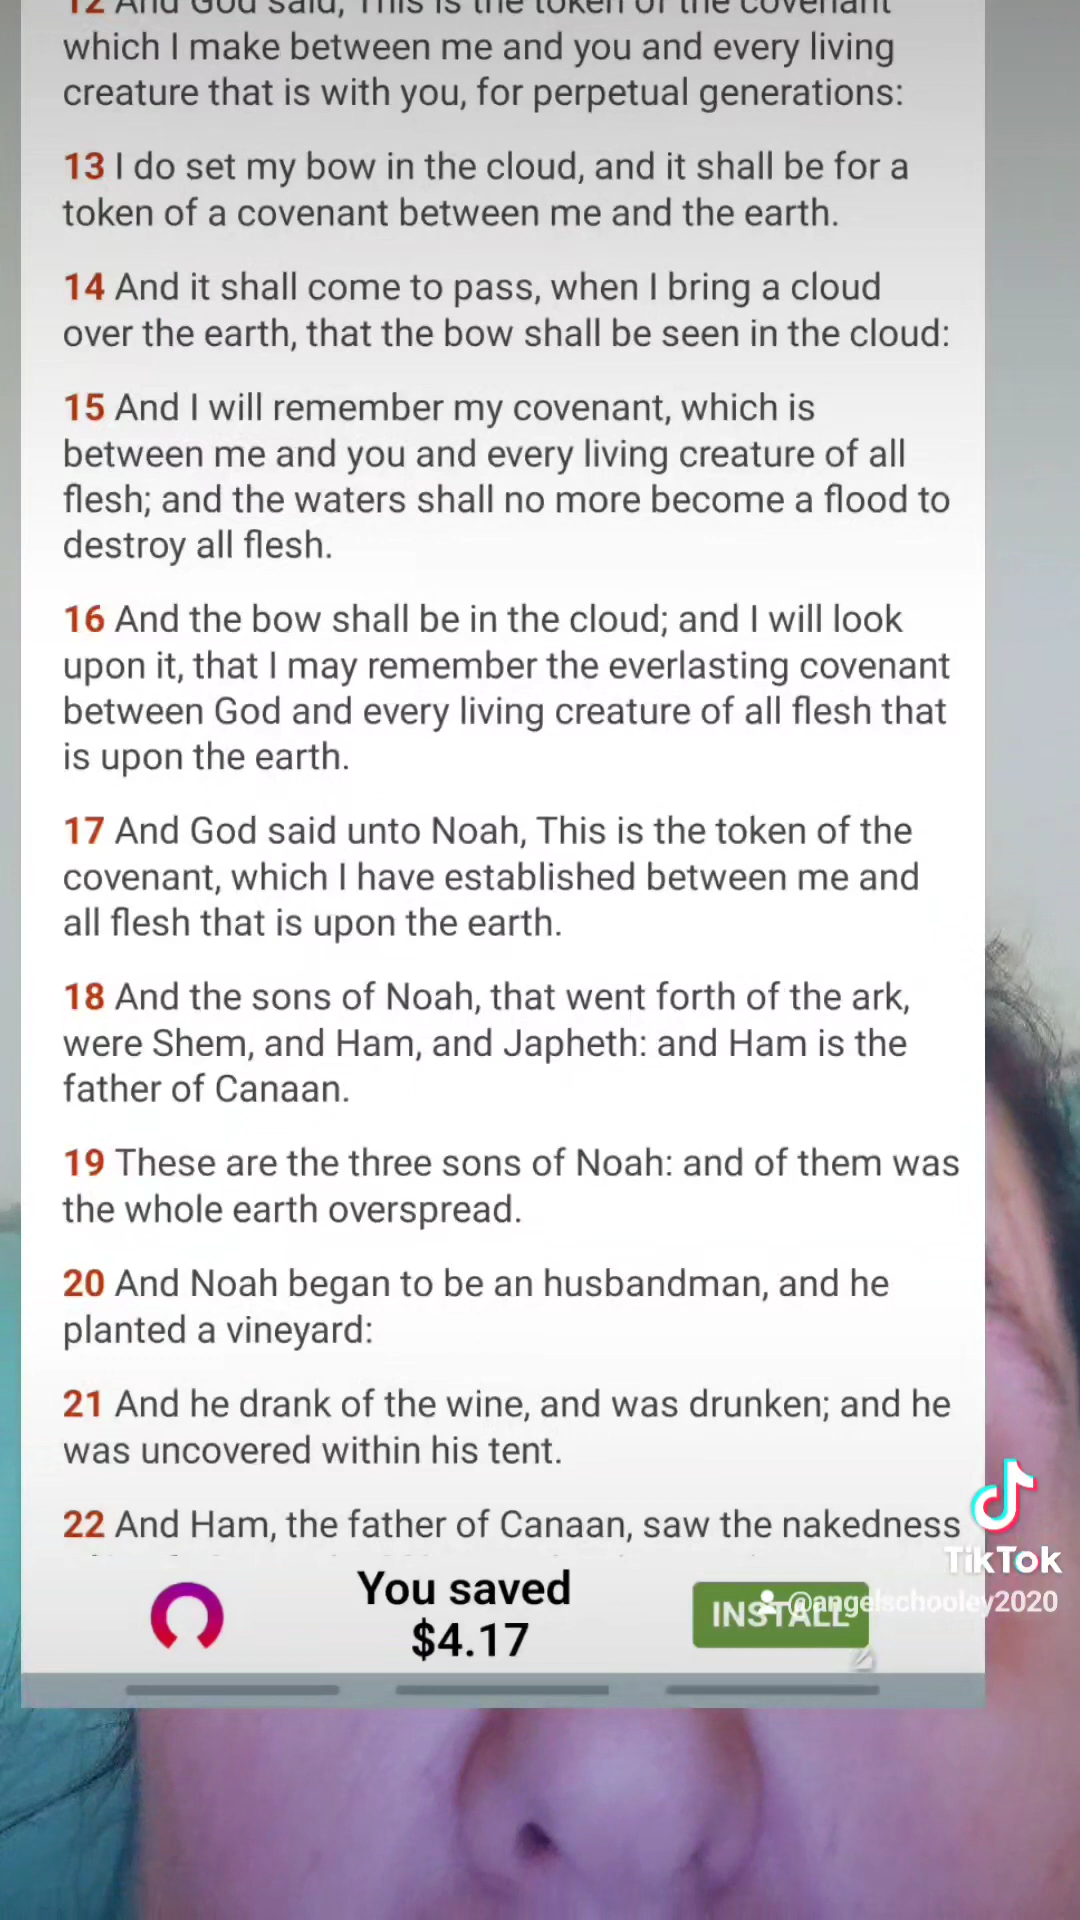 12 And God said, This is the token of the covenant
which I make between me and you and every living
creature that is with you, for perpetual generations:
13 I do set my bow in the cloud, and it shall be for a
token of a covenant between me and the earth.
14 And it shall come to pass, when I bring a cloud
over the earth, that the bow shall be seen in the cloud:
15 And I will remember my covenant, which is
between me and you and every living creature of all
flesh; and the waters shall no more become a flood to
destroy all flesh.
16 And the bow shall be in the cloud; and I will look
upon it, that I may remember the everlasting covenant
between God and every living creature of all flesh that
is upon the earth.
17 And God said unto Noah, This is the token of the
covenant, which I have established between me and
all flesh that is upon the earth.
18 And the sons of Noah, that went forth of the ark,
were Shem, and Ham, and Japheth: and Ham is the
father of Canaan.
19 These are the three sons of Noah: and of them was
the whole earth overspread.
20 And Noah began to be an husbandman, and he
planted a vineyard:
21 And he drank of the wine, and was drunken; and he
was uncovered within his tent.
22 And Ham, the father of Canaan, saw the nakedness
You saved
$4.17
INSTALL
TikTok
@angelschooley2020